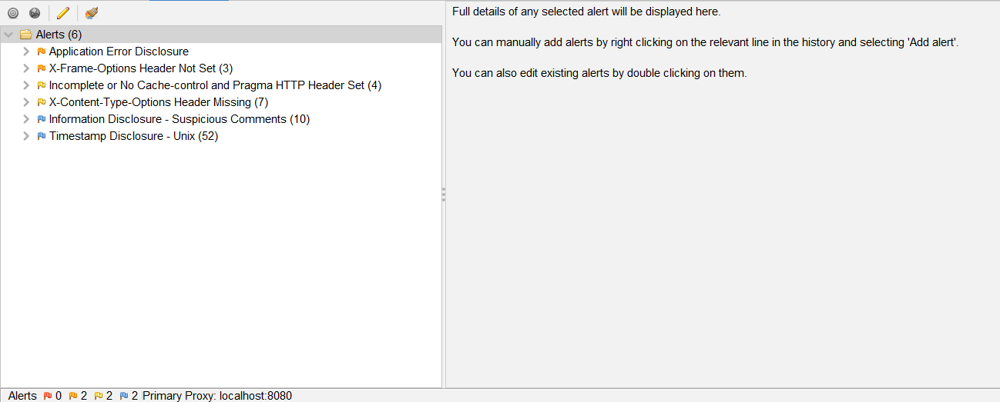 Alerts (6)
Application Error Disclosure
X-Frame-Options Header Not Set (3)
Incomplete or No Cache-control and Pragma HTTP Header Set (4)
X-Content-Type-Options Header Missing (7)
Information Disclosure - Suspicious Comments (10)
Timestamp Disclosure - Unix (52)
Full details of any selected alert will be displayed here.
You can manually add alerts by right clicking on the relevant line in the history and selecting 'Add alert'.
You can also edit existing alerts by double clicking on them.
Alerts 0 2 2 2 Primary Proxy: localhost:8080